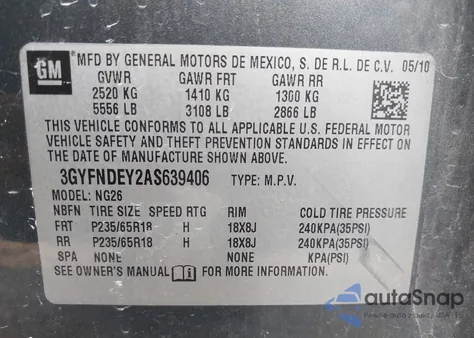 GM MFD BY GENERAL MOTORS DE MEXICO, S. DE R.L. DE C.V. 05/10
GVWR GAWR FRT GAWR RR
2520 KG 1410 KG 1300 KG
5556 LB 3108 LB 2866 LB
THIS VEHICLE CONFORMS TO ALL APPLICABLE U.S. FEDERAL MOTOR
VEHICLE SAFETY AND THEFT PREVENTION STANDARDS IN EFFECT
ON THE DATE OF MANUFACTURE SHOWN ABOVE.
3GYFNDEY2AS639406 TYPE: M.P.V.
MODEL: NG26
NBFN TIRE SIZE SPEED RTG RIM COLD TIRE PRESSURE
FRT P235/65R18 H 18X8J 240KPA(35PSI)
RR P235/65R18 H 18X8J 240KPA(35PSI)
SPA NONE NONE KPA(PSI)
SEE OWNER'S MANUAL FOR MORE INFORMATION.
autoSnap